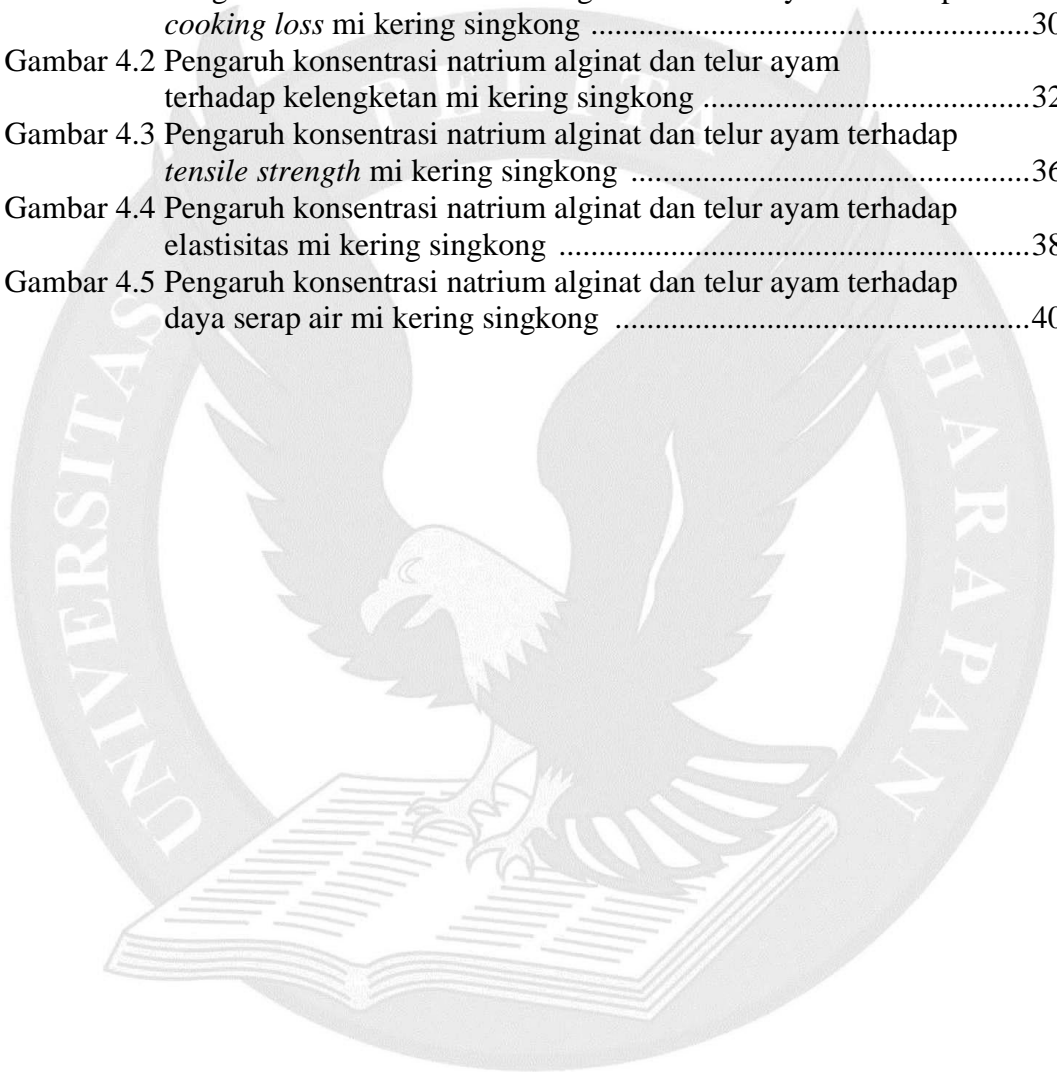 cooking loss mi kering singkong .....................................................30
Gambar 4.2 Pengaruh konsentrasi natrium alginat dan telur ayam
terhadap kelengketan mi kering singkong ........................................32
Gambar 4.3 Pengaruh konsentrasi natrium alginat dan telur ayam terhadap
tensile strength mi kering singkong ................................................36
Gambar 4.4 Pengaruh konsentrasi natrium alginat dan telur ayam terhadap
elastisitas mi kering singkong .........................................................38
Gambar 4.5 Pengaruh konsentrasi natrium alginat dan telur ayam terhadap
daya serap air mi kering singkong ..................................................40
UNIVERSITAS
PELITA
HARAPAN